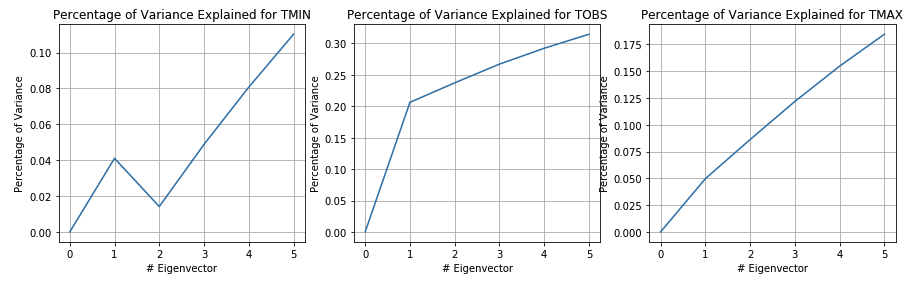 Percentage of Variance Explained for TMIN
Percentage of Variance
0.10
0.08
0.06
0.04
0.02
0.00
0 1 2 3 4 5
# Eigenvector
Percentage of Variance Explained for TOBS
Percentage of Variance
0.30
0.25
0.20
0.15
0.10
0.05
0.00
0 1 2 3 4 5
# Eigenvector
Percentage of Variance Explained for TMAX
Percentage of Variance
0.175
0.150
0.125
0.100
0.075
0.050
0.025
0.000
0 1 2 3 4 5
# Eigenvector